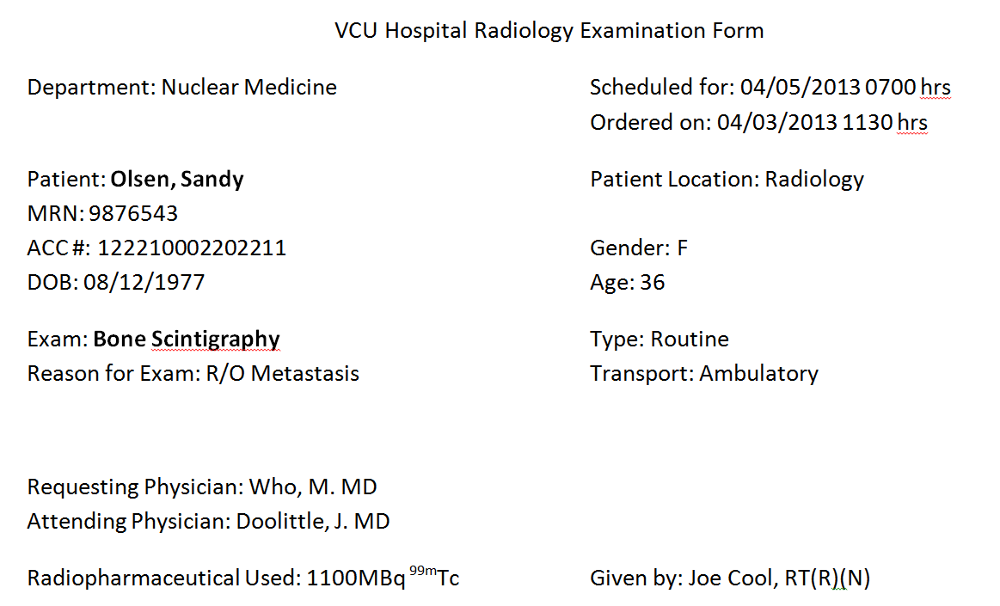 VCU Hospital Radiology Examination Form
Department: Nuclear Medicine
Scheduled for: 04/05/2013 0700 hrs
Ordered on: 04/03/2013 1130 hrs
Patient: Olsen, Sandy
Patient Location: Radiology
MRN: 9876543
ACC #: 122210002202211
Gender: F
DOB: 08/12/1977
Age: 36
Exam: Bone Scintigraphy
Type: Routine
Reason for Exam: R/O Metastasis
Transport: Ambulatory
Requesting Physician: Who, M. MD
Attending Physician: Doolittle, J. MD
Radiopharmaceutical Used: 1100MBq ⁹⁹ᵐTc
Given by: Joe Cool, RT(R)(N)